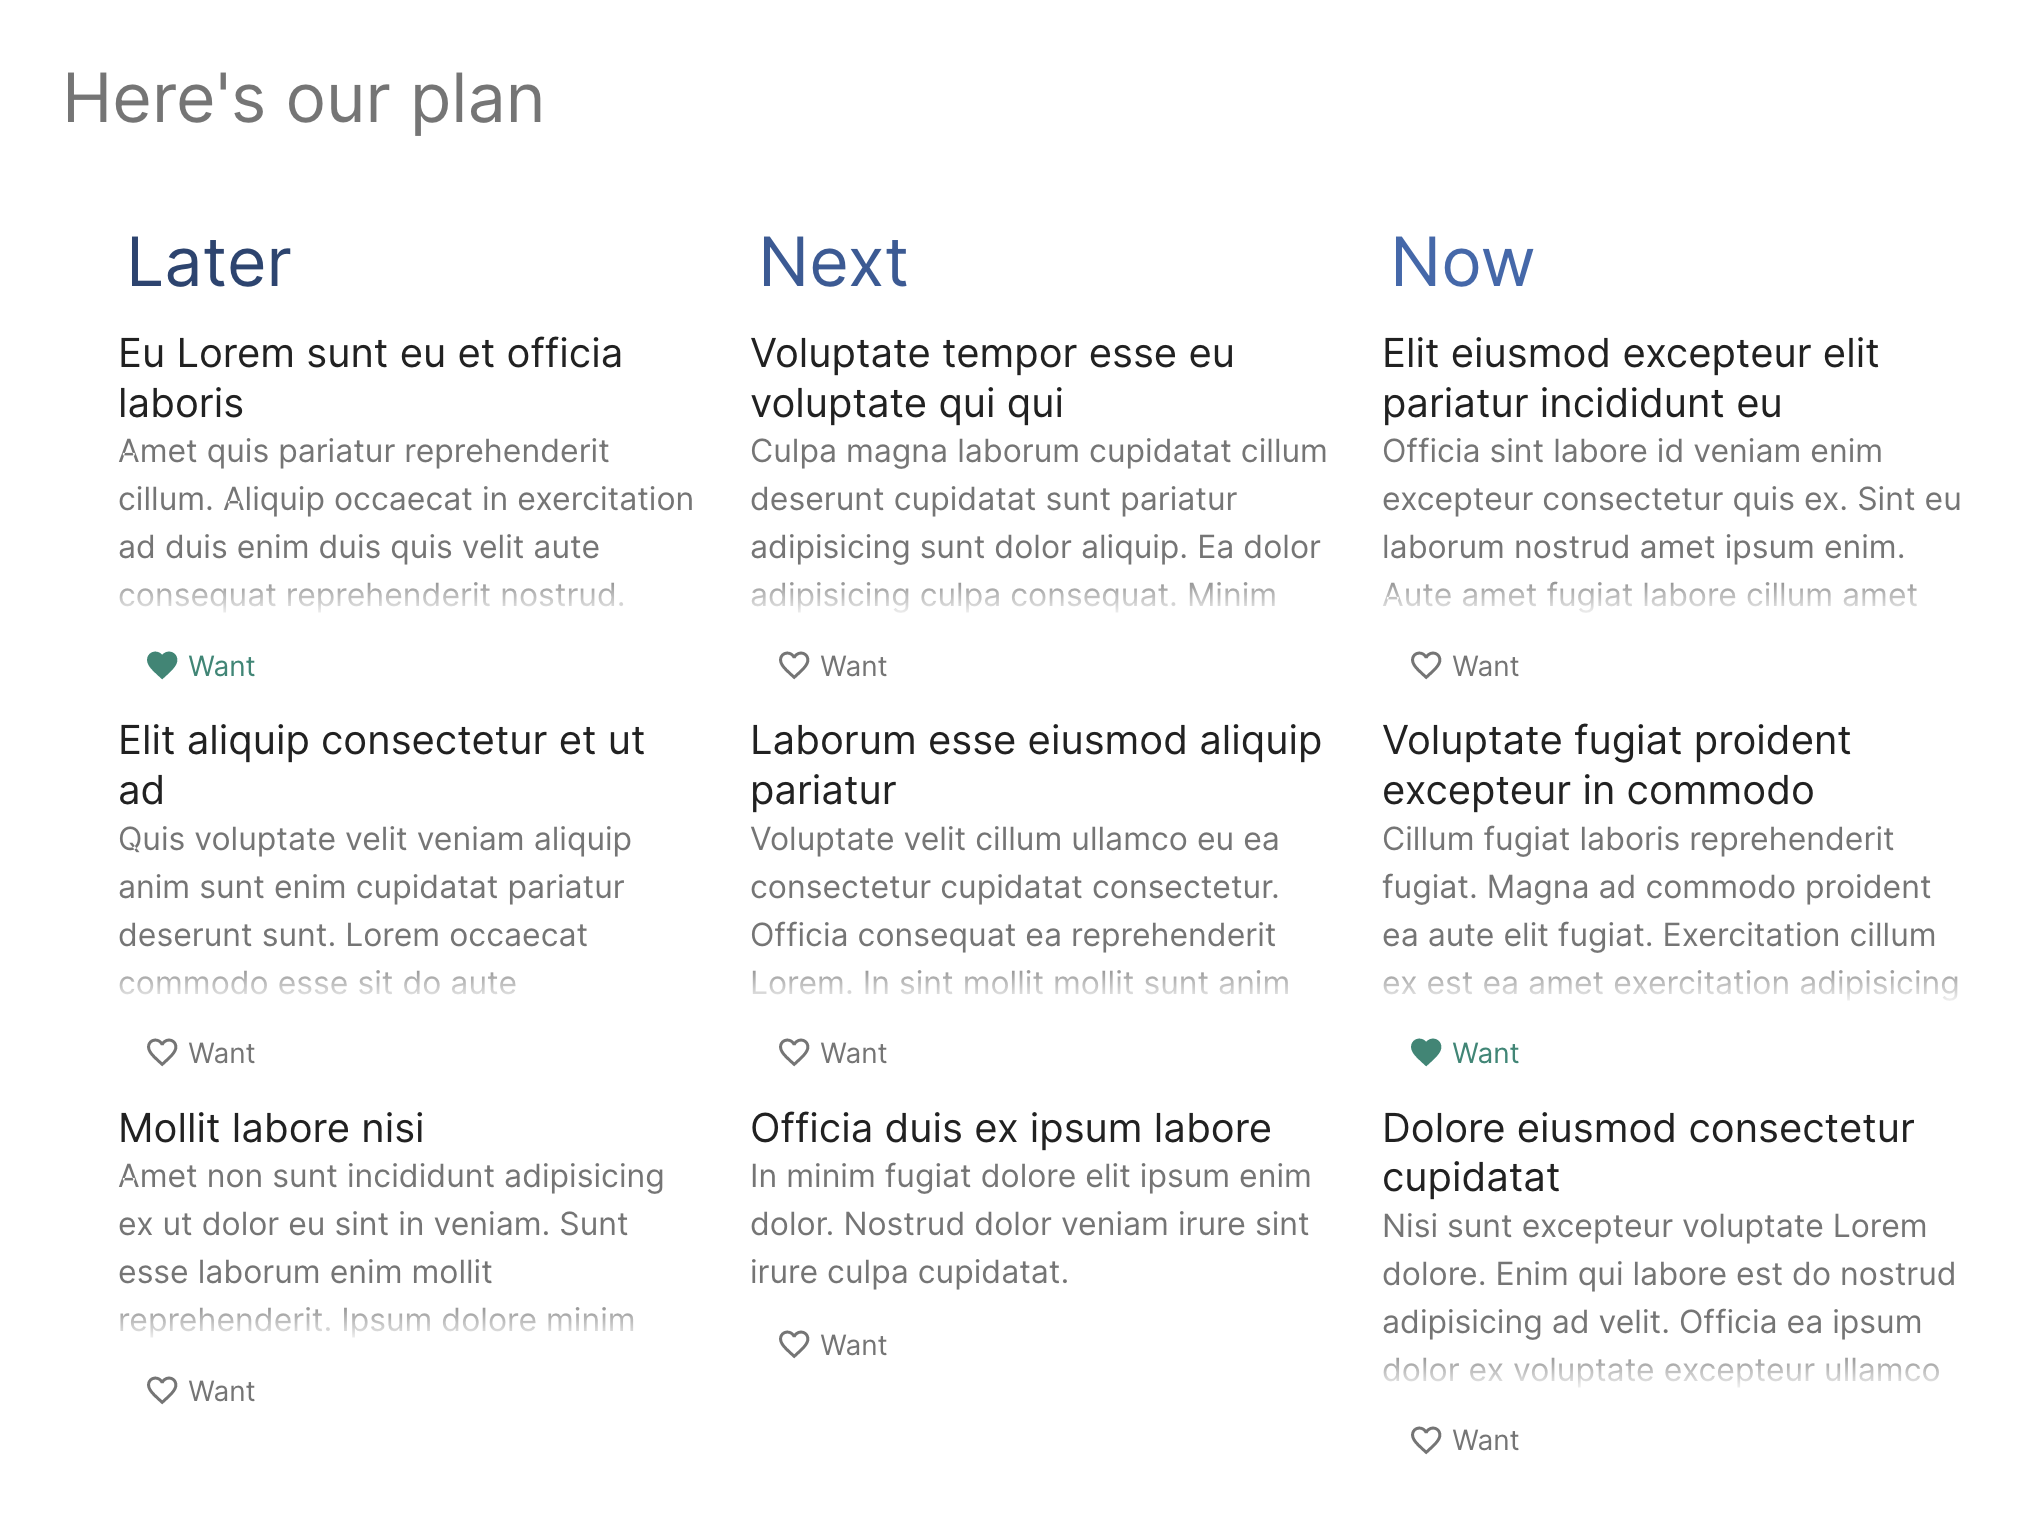 Here's our plan
Later
Eu Lorem sunt eu et officia
laboris
Amet quis pariatur reprehenderit
cillum. Aliquip occaecat in exercitation
ad duis enim duis quis velit aute
consequat reprehenderit nostrud.
Want
Elit aliquip consectetur et ut
ad
Quis voluptate velit veniam aliquip
anim sunt enim cupidatat pariatur
deserunt sunt. Lorem occaecat
commodo esse sit do aute
Want
Mollit labore nisi
Amet non sunt incididunt adipisicing
ex ut dolor eu sint in veniam. Sunt
esse laborum enim mollit
reprehenderit. Ipsum dolore minim
Want
Next
Voluptate tempor esse eu
voluptate qui qui
Culpa magna laborum cupidatat cillum
deserunt cupidatat sunt pariatur
adipisicing sunt dolor aliquip. Ea dolor
adipisicing culpa consequat. Minim
Want
Laborum esse eiusmod aliquip
pariatur
Voluptate velit cillum ullamco eu ea
consectetur cupidatat consectetur.
Officia consequat ea reprehenderit
Lorem. In sint mollit mollit sunt anim
Want
Officia duis ex ipsum labore
In minim fugiat dolore elit ipsum enim
dolor. Nostrud dolor veniam irure sint
irure culpa cupidatat.
Want
Now
Elit eiusmod excepteur elit
pariatur incididunt eu
Officia sint labore id veniam enim
excepteur consectetur quis ex. Sint eu
laborum nostrud amet ipsum enim.
Aute amet fugiat labore cillum amet
Want
Voluptate fugiat proident
excepteur in commodo
Cillum fugiat laboris reprehenderit
fugiat. Magna ad commodo proident
ea aute elit fugiat. Exercitation cillum
ex est ea amet exercitation adipisicing
Want
Dolore eiusmod consectetur
cupidatat
Nisi sunt excepteur voluptate Lorem
dolore. Enim qui labore est do nostrud
adipisicing ad velit. Officia ea ipsum
dolor ex voluptate excepteur ullamco
Want